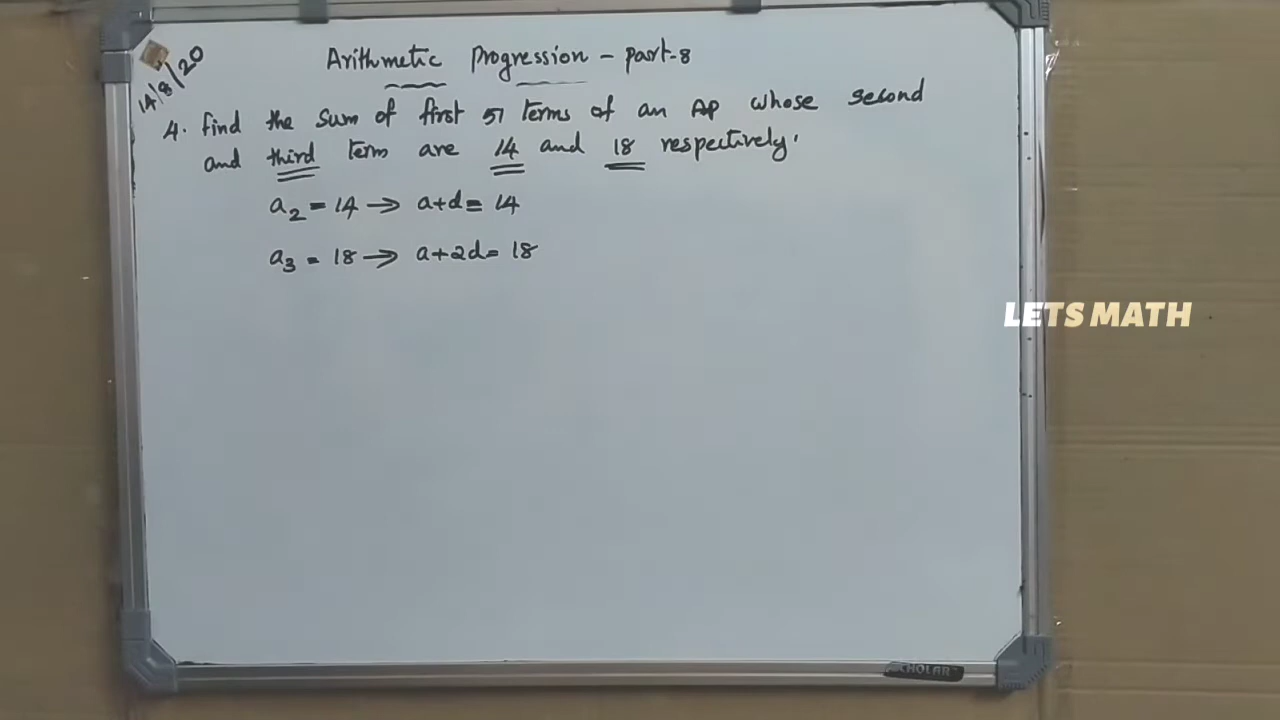 14/8/20
Arithmetic Progression - part-8
4. find the sum of first 51 terms of an AP whose second
and third term are 14 and 18 respectively.
a₂ = 14 → a+d = 14
a₃ = 18 → a+2d = 18
LETS MATH
SCHOLAR